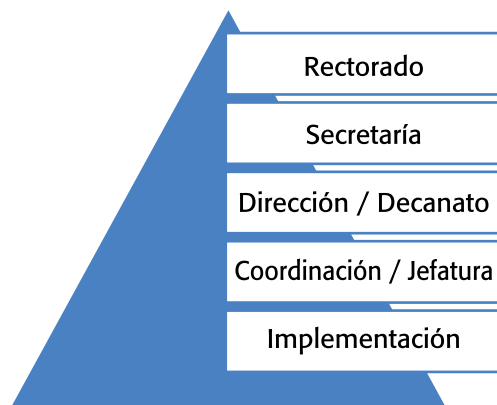 Rectorado
Secretaría
Dirección / Decanato
Coordinación / Jefatura
Implementación